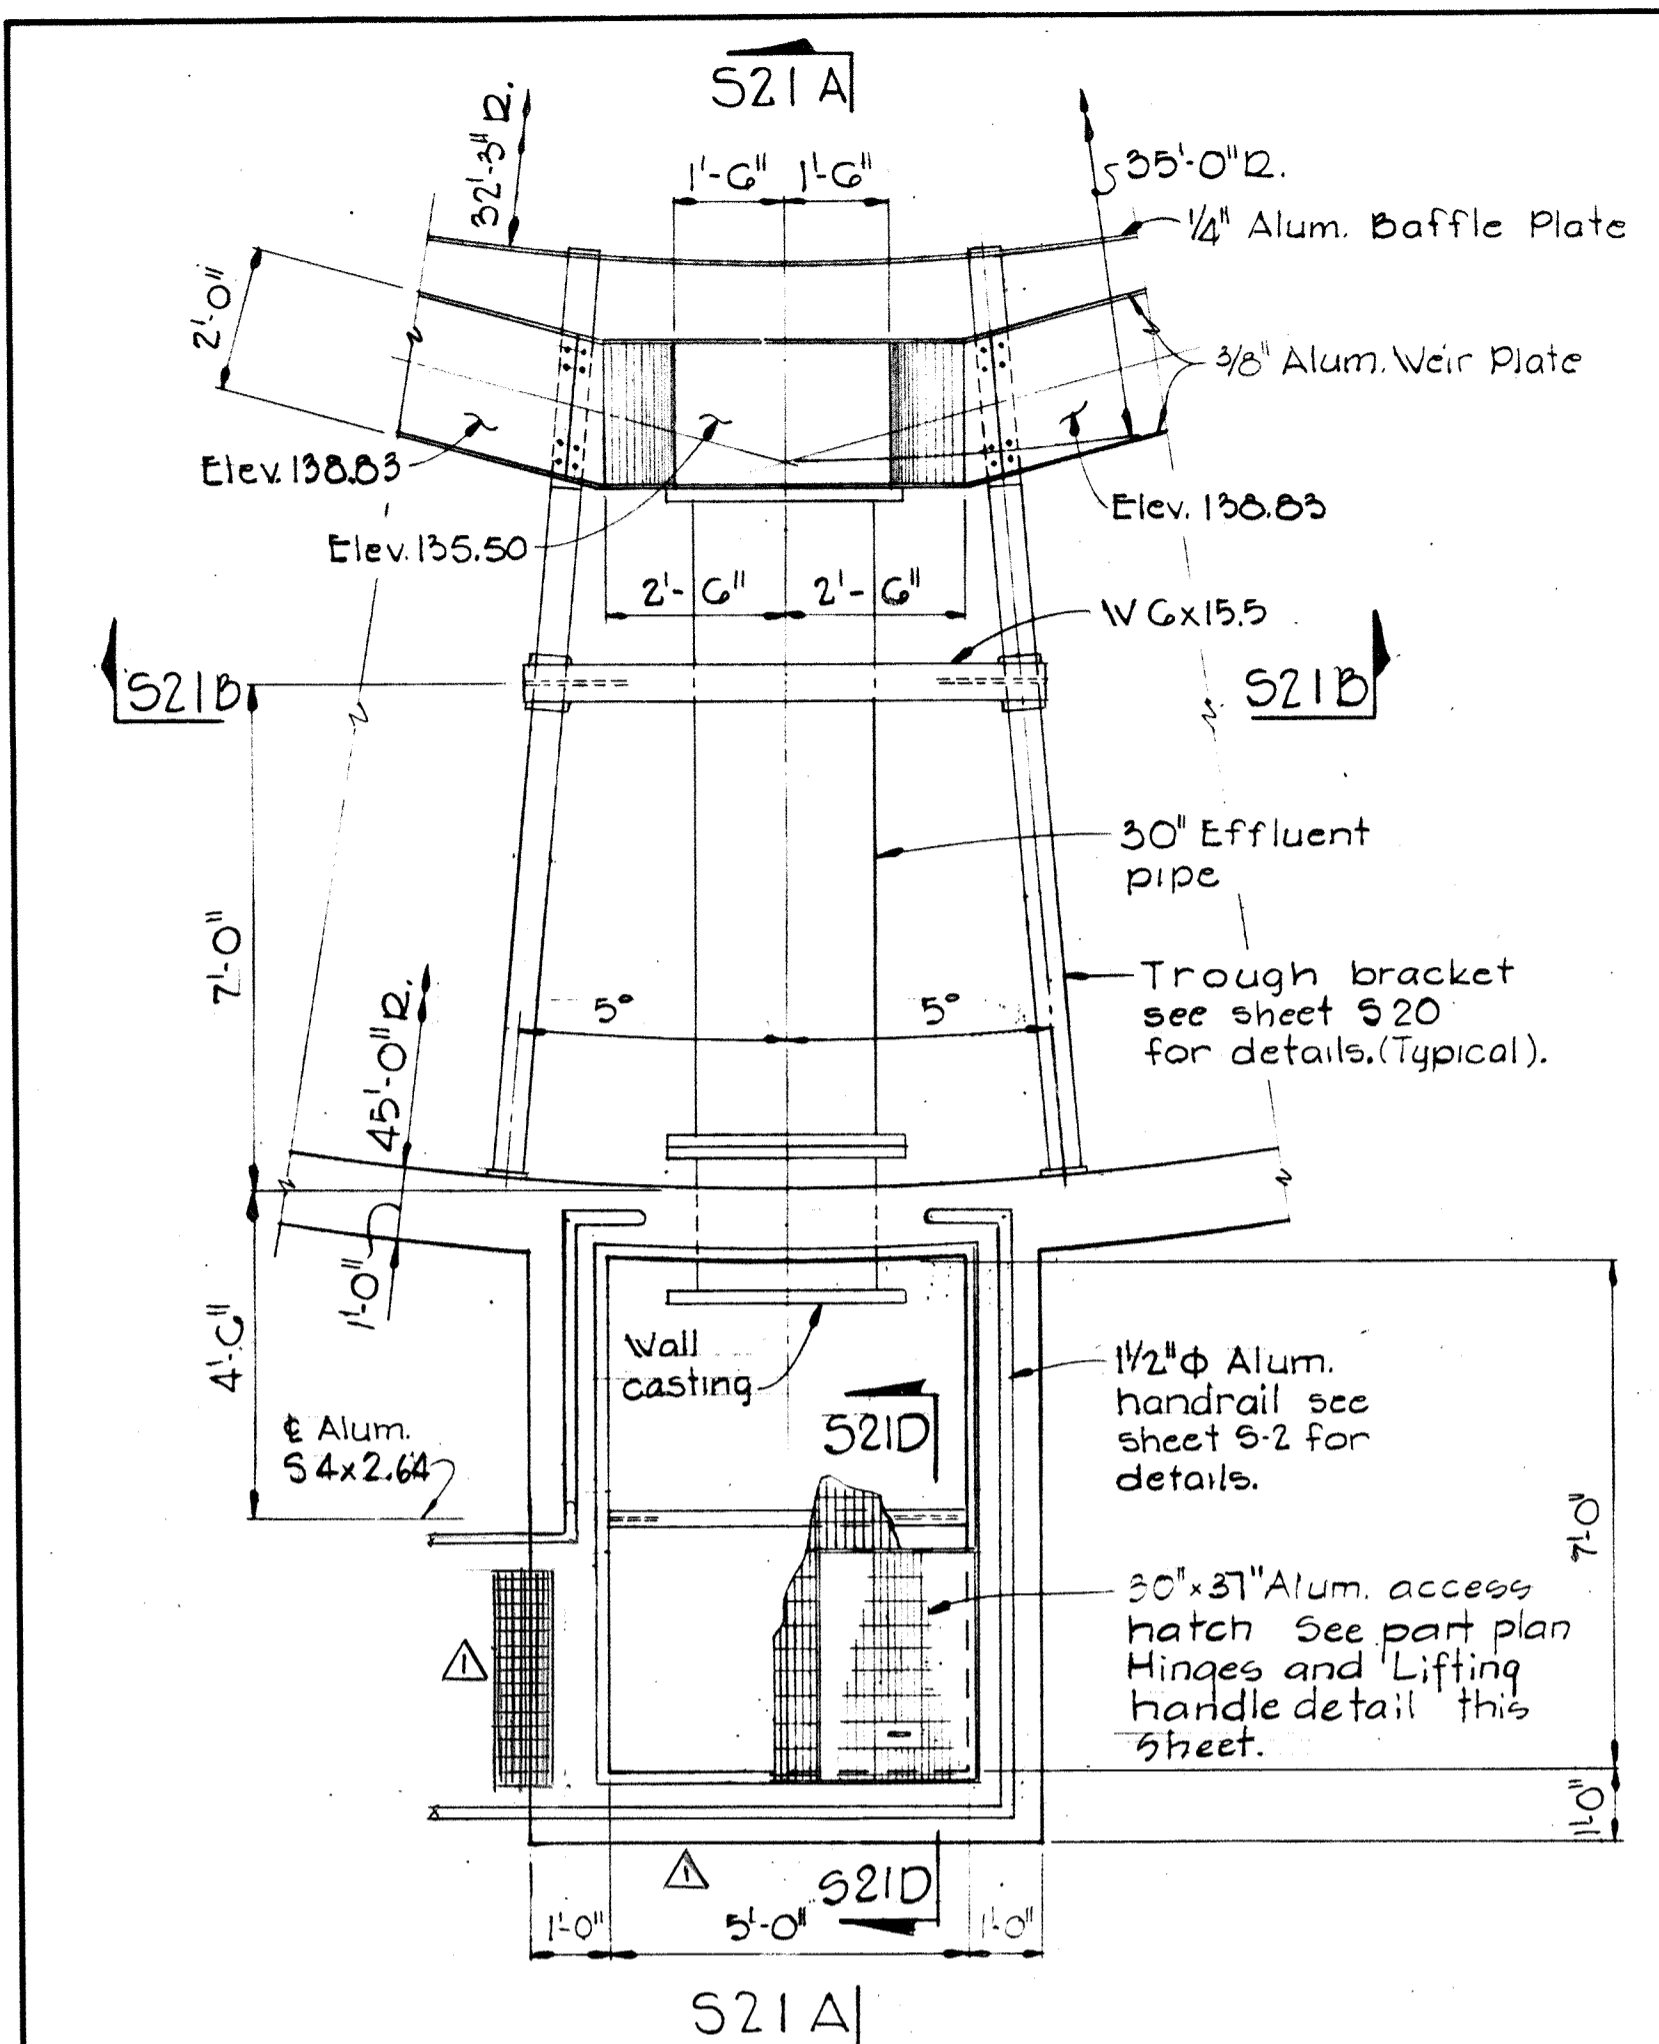 S21A
32'-3" R.
1'-6" 1'-6"
35'-0" R.
1/4" Alum. Baffle Plate
2'-0"
3/8" Alum. Weir Plate
Elev. 138.83
Elev. 138.83
Elev. 135.50
2'-6" 2'-6"
W 6x15.5
S21B
S21B
30" Effluent
pipe
7'-0"
Trough bracket
see sheet S20
for details. (Typical).
5° 5°
45'-0" R.
1'-0"
4'-6"
Wall
casting
1 1/2" Φ Alum.
handrail see
sheet S-2 for
details.
S21D
℄ Alum.
S 4x2.64
7'-0"
30"x37" Alum. access
hatch See part plan
Hinges and Lifting
handle detail this
sheet.
1
1'-0"
1
S21D
1'-0" 5'-0" 1'-0"
S21A